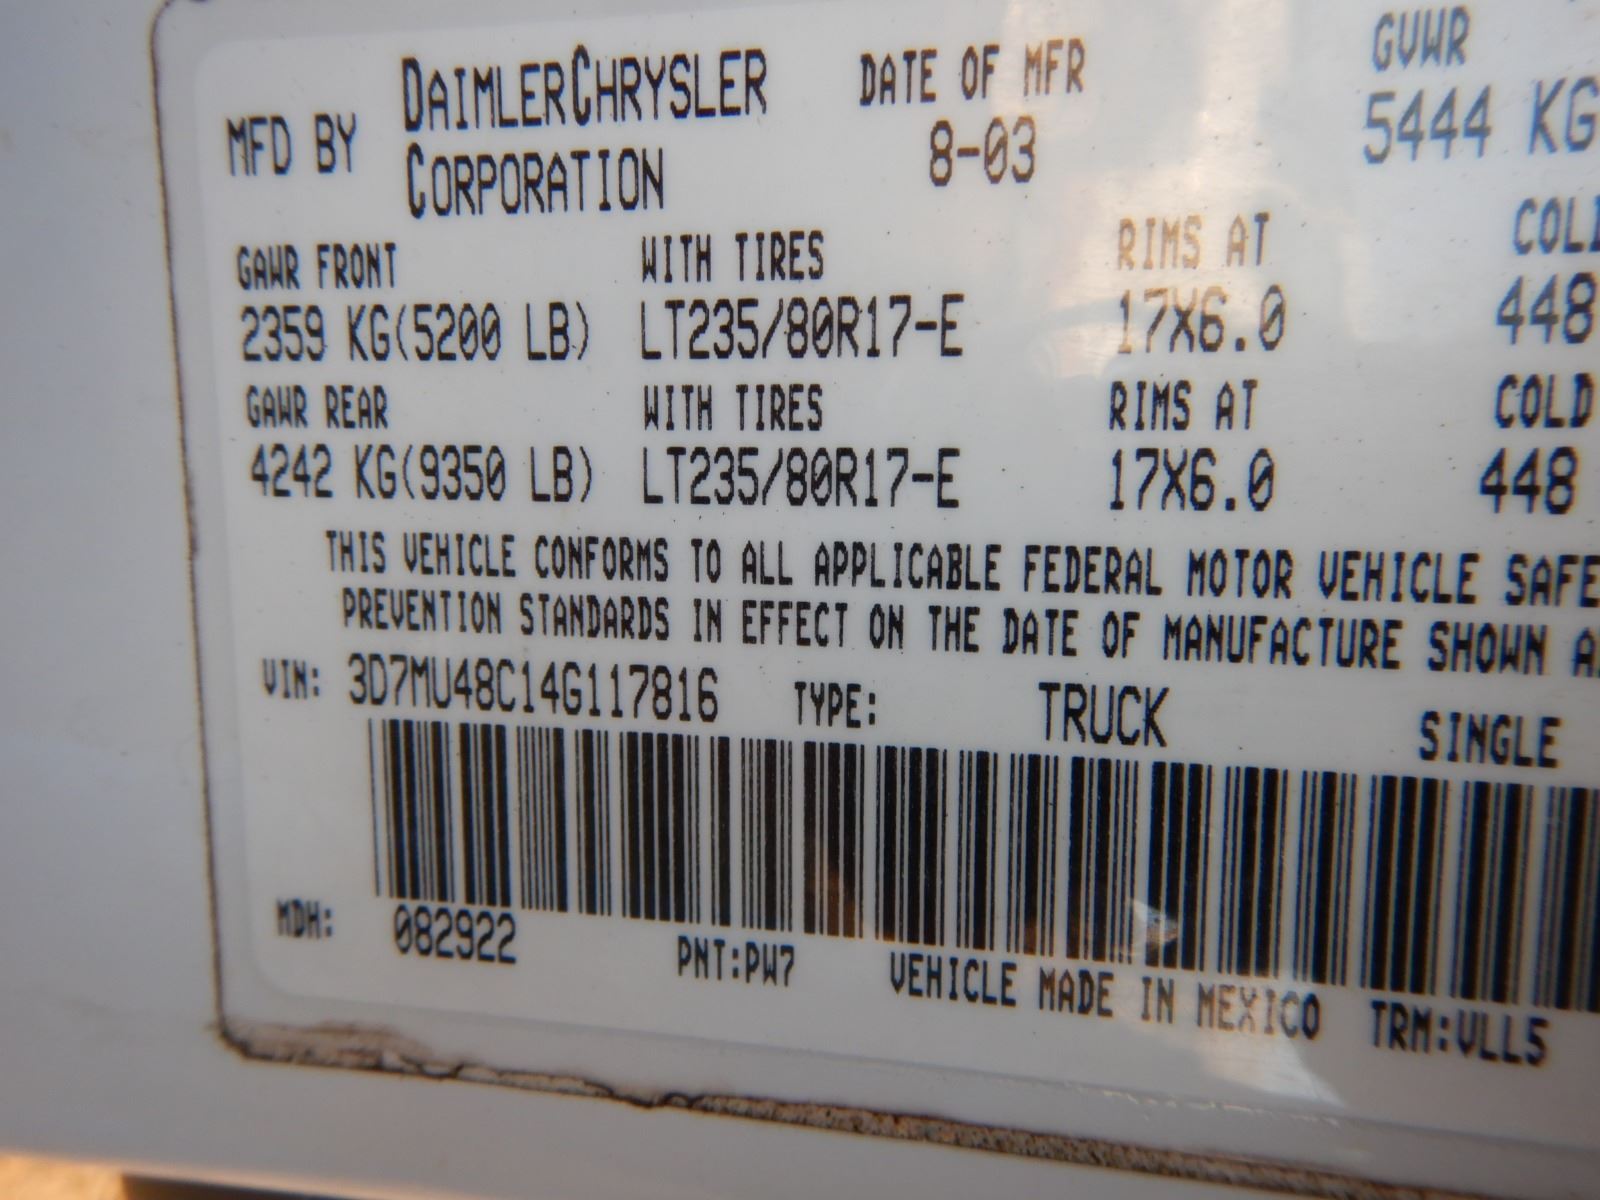 MFD BY DAIMLERCHRYSLER CORPORATION DATE OF MFR 8-03 GVWR 5444 KG
GAWR FRONT WITH TIRES RIMS AT COLD
2359 KG(5200 LB) LT235/80R17-E 17X6.0 448
GAWR REAR WITH TIRES RIMS AT COLD
4242 KG(9350 LB) LT235/80R17-E 17X6.0 448
THIS VEHICLE CONFORMS TO ALL APPLICABLE FEDERAL MOTOR VEHICLE SAFE
PREVENTION STANDARDS IN EFFECT ON THE DATE OF MANUFACTURE SHOWN A
VIN: 3D7MU48C14G117816 TYPE: TRUCK SINGLE
MDH: 082922 PNT:PW7 VEHICLE MADE IN MEXICO TRM:VLL5